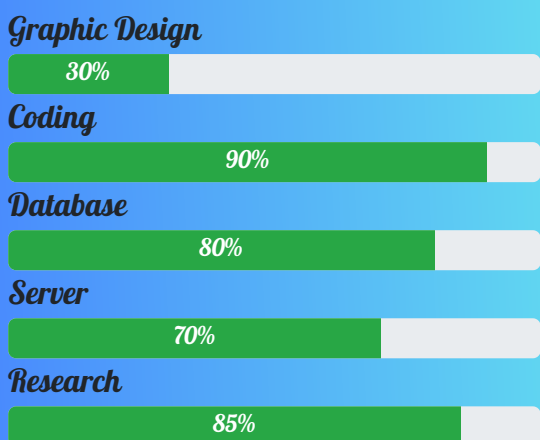 Graphic Design
30%
Coding
90%
Database
80%
Server
70%
Research
85%